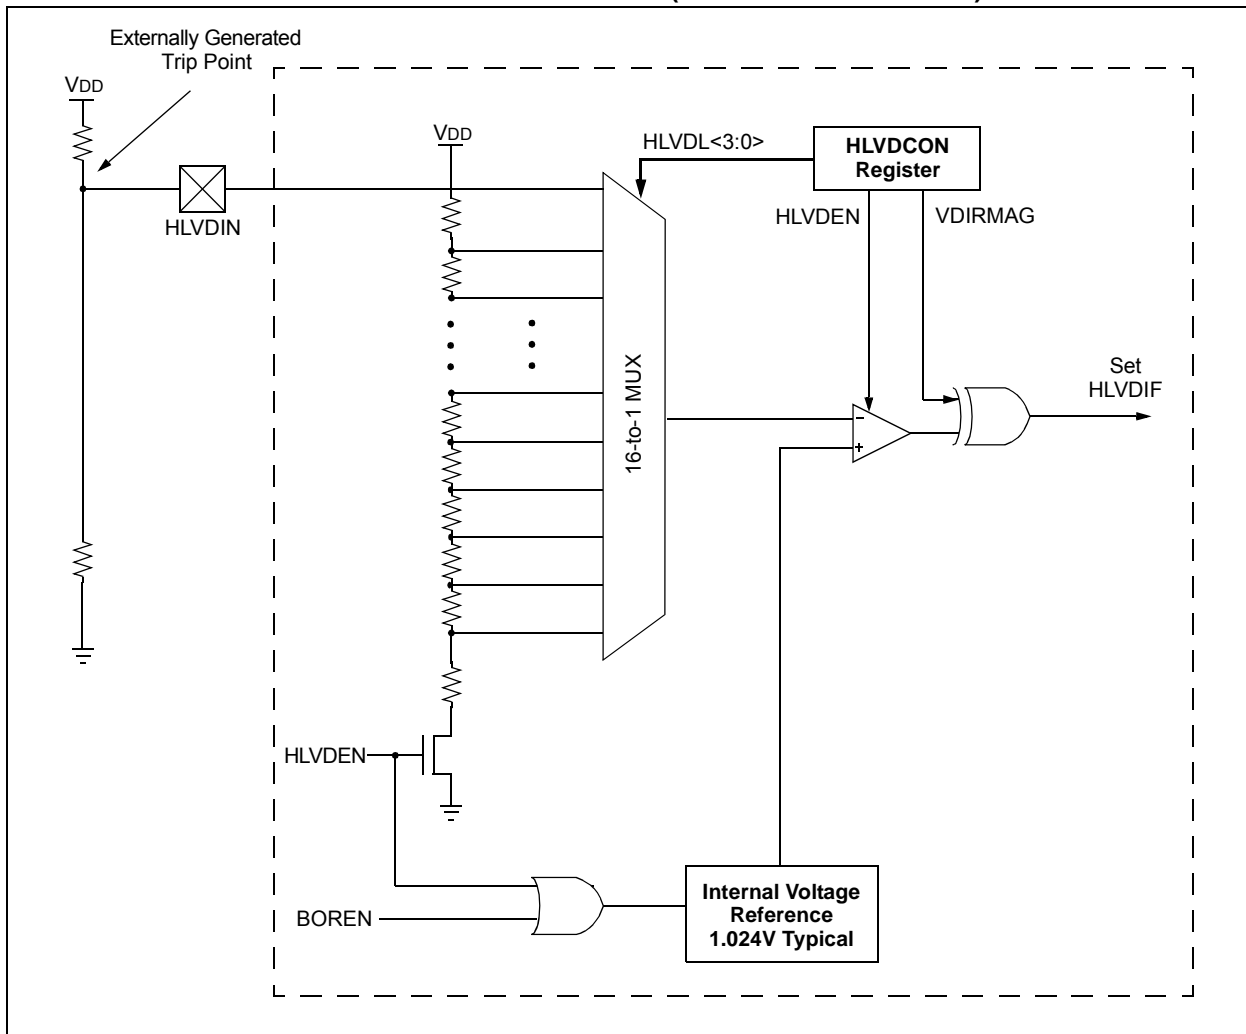 Externally Generated
Trip Point
VDD
VDD
HLVDIN
HLVDL<3:0>
HLVDCON
Register
HLVDEN
VDIRMAG
16-to-1 MUX
-
+
Set
HLVDIF
HLVDEN
BOREN
Internal Voltage
Reference
1.024V Typical